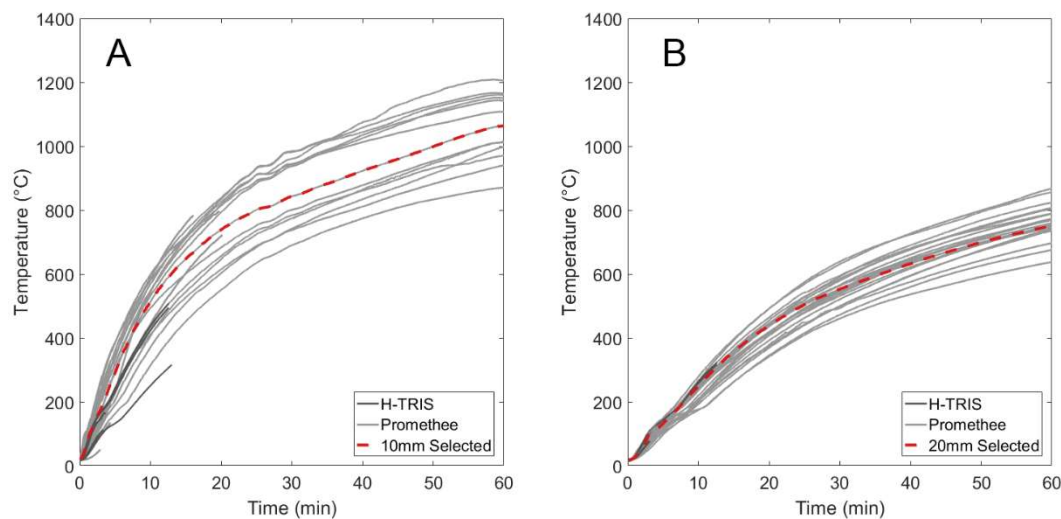 A
1400
1200
1000
800
600
400
200
0
Temperature (°C)
0 10 20 30 40 50 60
Time (min)
H-TRIS
Promethee
10mm Selected
B
1400
1200
1000
800
600
400
200
0
Temperature (°C)
0 10 20 30 40 50 60
Time (min)
H-TRIS
Promethee
20mm Selected